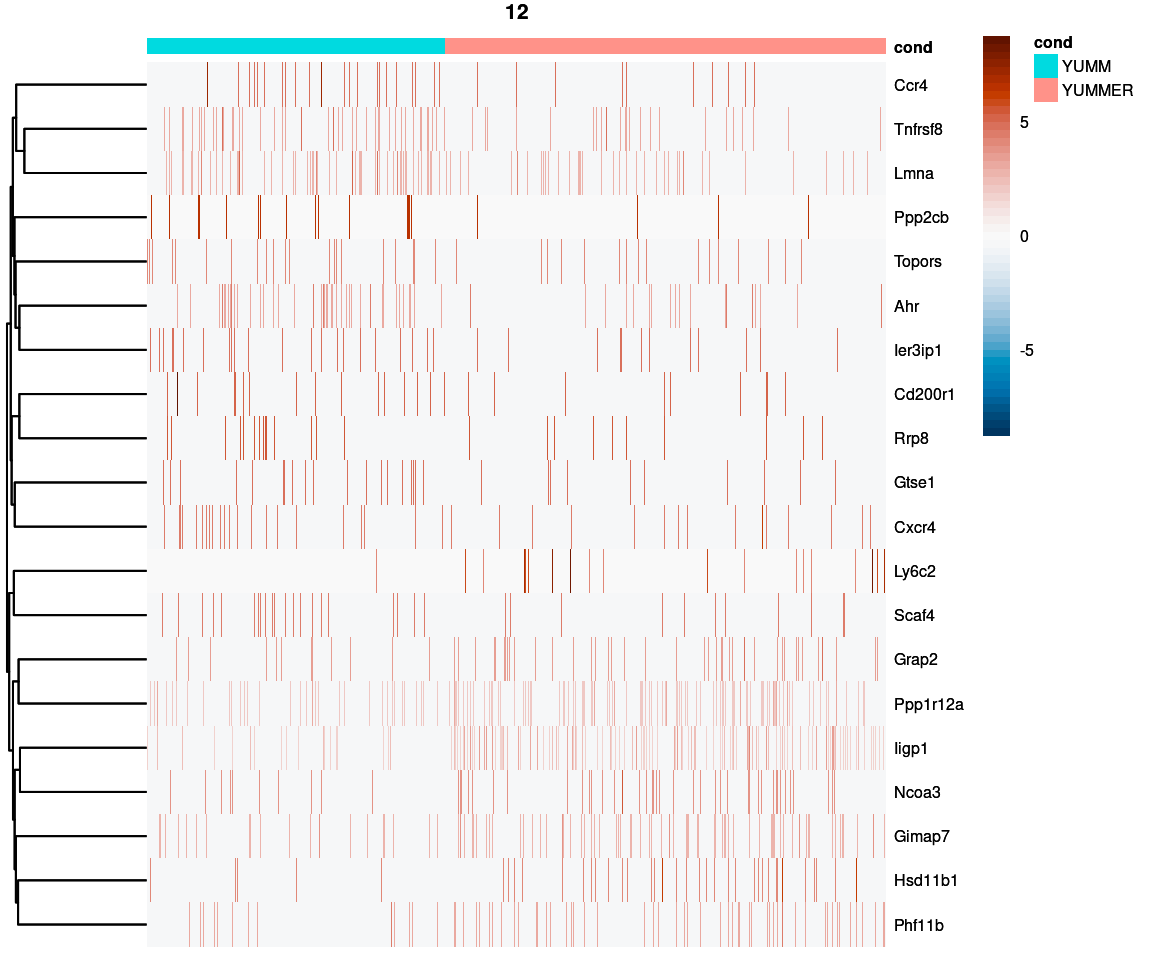 12
cond
Ccr4
Tnfrsf8
Lmna
Ppp2cb
Topors
Ahr
Ier3ip1
Cd200r1
Rrp8
Gtse1
Cxcr4
Ly6c2
Scaf4
Grap2
Ppp1r12a
Iigp1
Ncoa3
Gimap7
Hsd11b1
Phf11b
5
0
-5
cond
YUMM
YUMMER